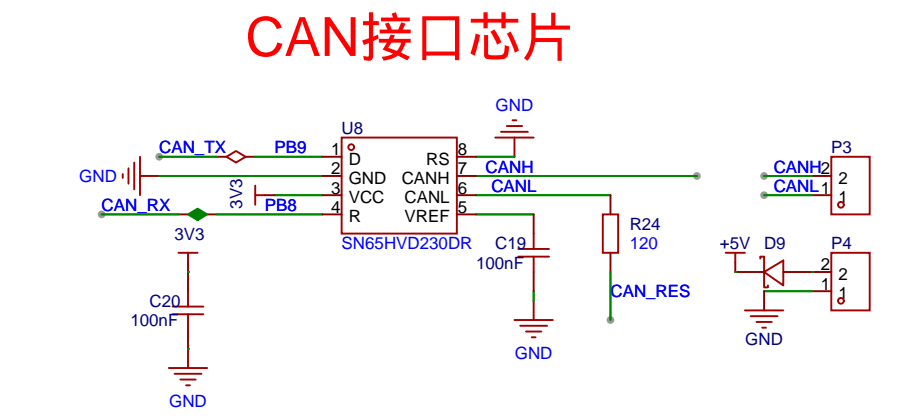 CAN接口芯片
GND
U8
CAN_TX PB9 1 D RS 8
GND 2 GND CANH 7 CANH
3V3 3 VCC CANL 6 CANL
CAN_RX PB8 4 R VREF 5
SN65HVD230DR
3V3
C20
100nF
GND
C19
100nF
GND
R24
120
CAN_RES
P3
CANH 2 2
CANL 1 1
+5V D9 P4
2 2
1 1
GND